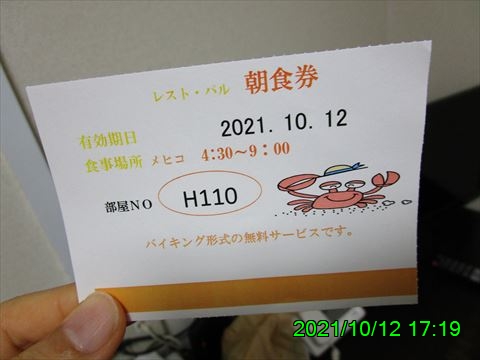 レスト・パル 朝食券
有効期日 2021.10.12
食事場所 メヒコ 4:30~9:00
部屋NO H110
バイキング形式の無料サービスです。
2021/10/12 17:19